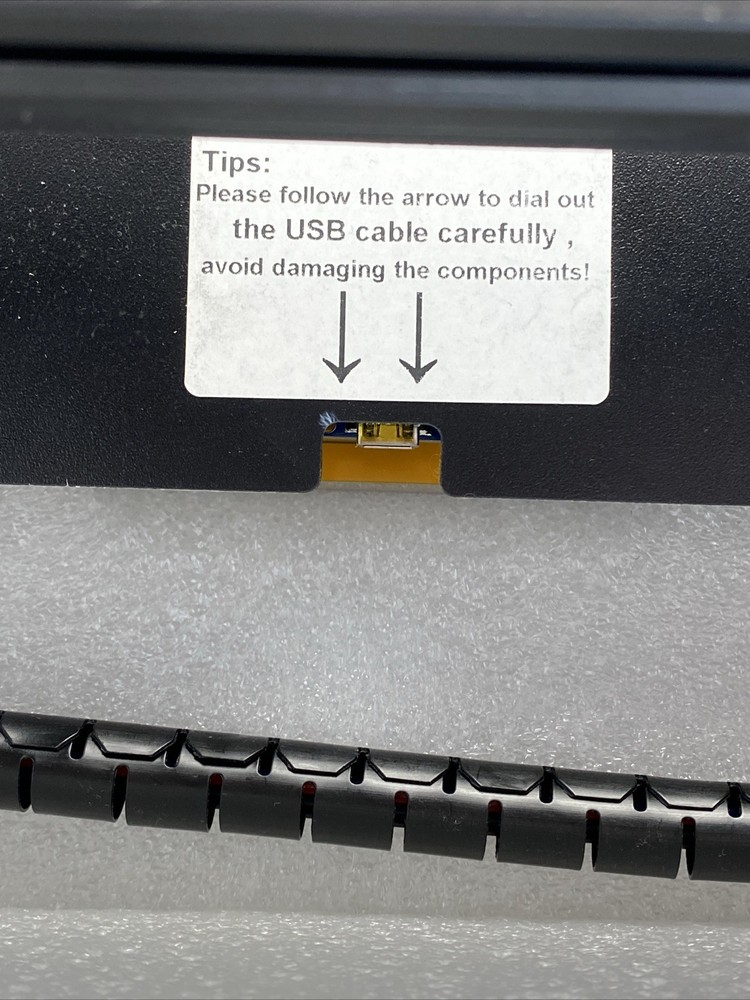 Tips:
Please follow the arrow to dial out
the USB cable carefully ,
avoid damaging the components!